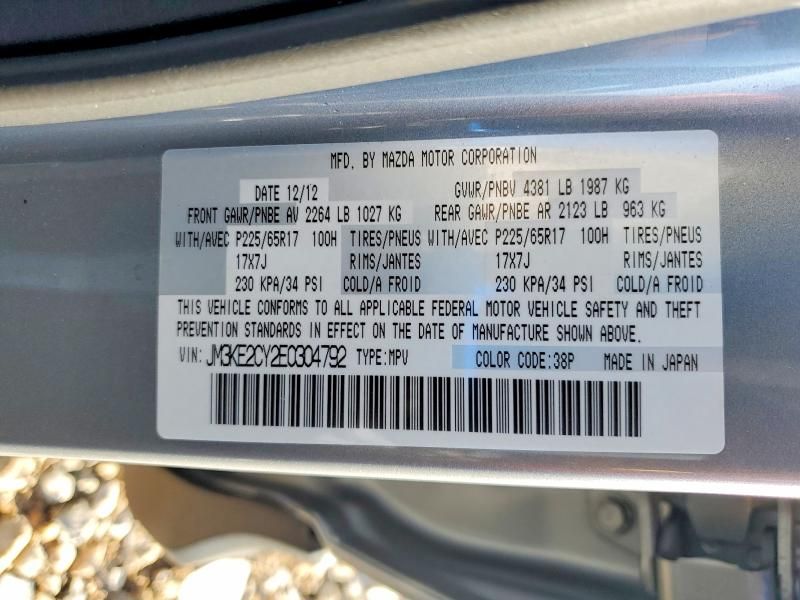 MFD. BY MAZDA MOTOR CORPORATION
DATE 12/12 GVWR/PNBV 4381 LB 1987 KG
FRONT GAWR/PNBE AV 2264 LB 1027 KG REAR GAWR/PNBE AR 2123 LB 963 KG
WITH/AVEC P225/65R17 100H TIRES/PNEUS WITH/AVEC P225/65R17 100H TIRES/PNEUS
17X7J RIMS/JANTES 17X7J RIMS/JANTES
230 KPA/34 PSI COLD/A FROID 230 KPA/34 PSI COLD/A FROID
THIS VEHICLE CONFORMS TO ALL APPLICABLE FEDERAL MOTOR VEHICLE SAFETY AND THEFT
PREVENTION STANDARDS IN EFFECT ON THE DATE OF MANUFACTURE SHOWN ABOVE.
VIN: JM3KE2CY2E0304792 TYPE:MPV COLOR CODE:38P MADE IN JAPAN